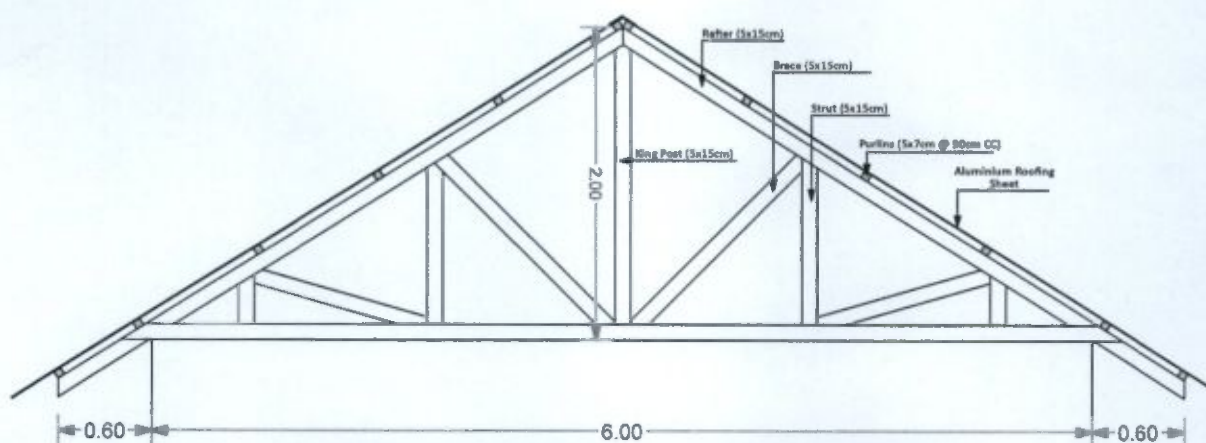 Rafter (5x15cm)
Brace (5x15cm)
Strut (5x15cm)
King Post (5x15cm)
2.00
Purlins (5x7cm @ 90cm CC)
Aluminium Roofing
Sheet
0.60
6.00
0.60